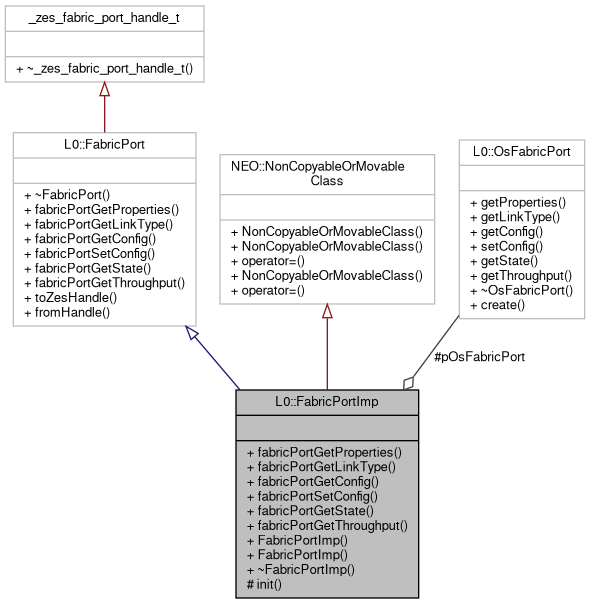 _zes_fabric_port_handle_t
+ ~_zes_fabric_port_handle_t()
L0::FabricPort
+ ~FabricPort()
+ fabricPortGetProperties()
+ fabricPortGetLinkType()
+ fabricPortGetConfig()
+ fabricPortSetConfig()
+ fabricPortGetState()
+ fabricPortGetThroughput()
+ toZesHandle()
+ fromHandle()
NEO::NonCopyableOrMovable
Class
+ NonCopyableOrMovableClass()
+ NonCopyableOrMovableClass()
+ operator=()
+ NonCopyableOrMovableClass()
+ operator=()
L0::OsFabricPort
+ getProperties()
+ getLinkType()
+ getConfig()
+ setConfig()
+ getState()
+ getThroughput()
+ ~OsFabricPort()
+ create()
#pOsFabricPort
L0::FabricPortImp
+ fabricPortGetProperties()
+ fabricPortGetLinkType()
+ fabricPortGetConfig()
+ fabricPortSetConfig()
+ fabricPortGetState()
+ fabricPortGetThroughput()
+ FabricPortImp()
+ FabricPortImp()
+ ~FabricPortImp()
# init()